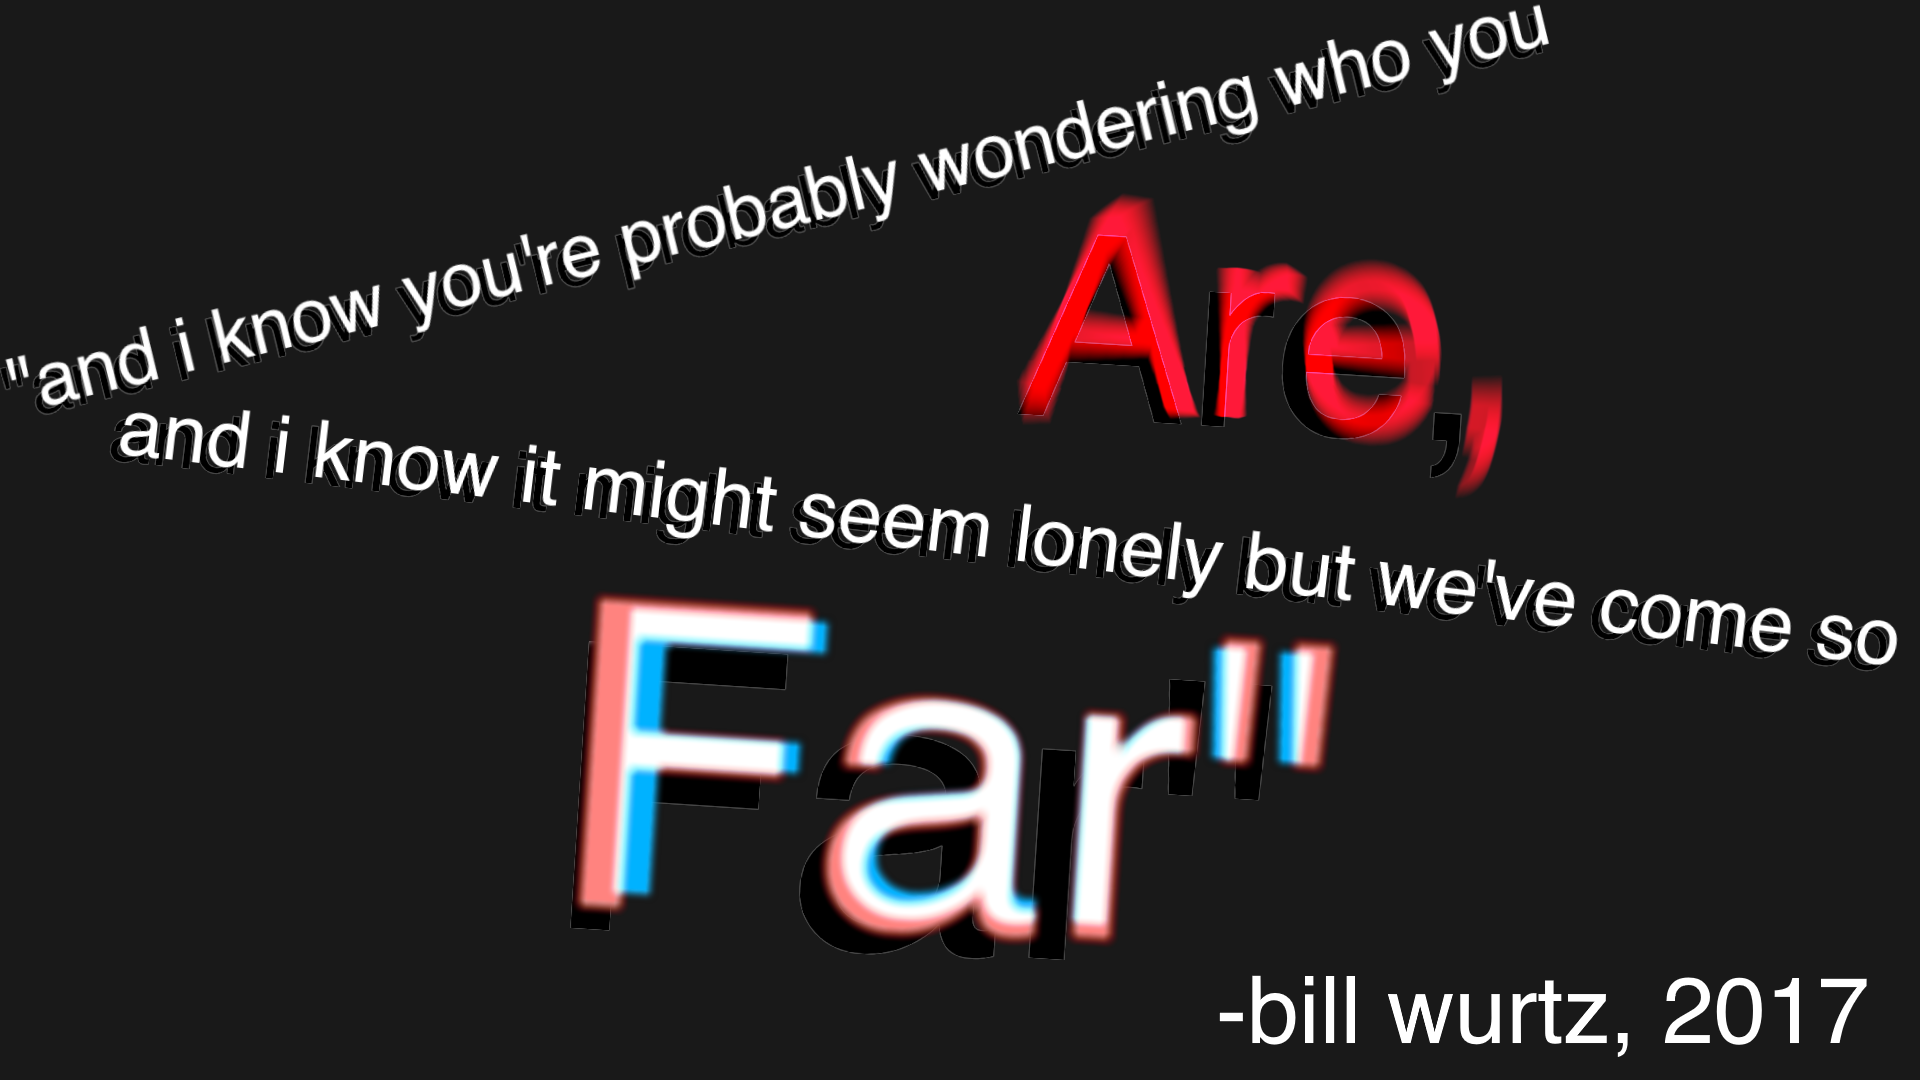 "and i know you're probably wondering who you
Are,
and i know it might seem lonely but we've come so
Far"
-bill wurtz, 2017